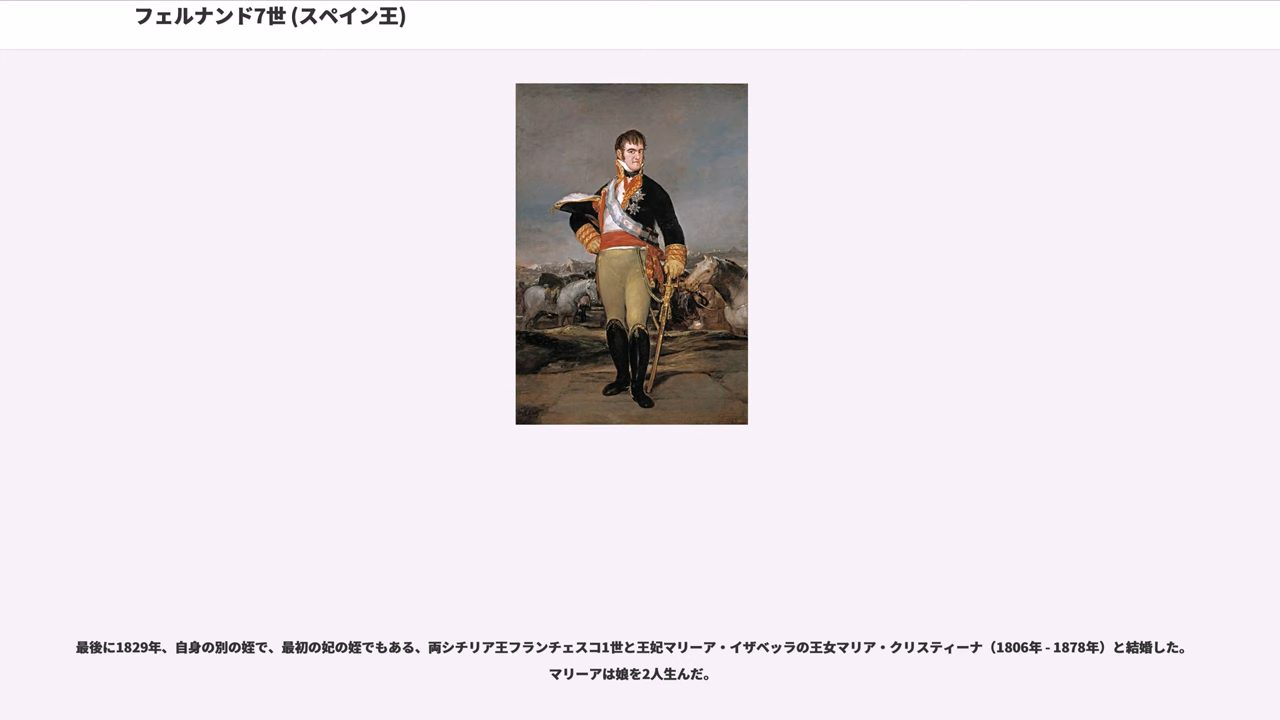 フェルナンド7世 (スペイン王)
最後に1829年、自身の別の姪で、最初の妃の姪でもある、両シチリア王フランチェスコ1世と王妃マリーア・イザベッラの王女マリア・クリスティーナ（1806年 - 1878年）と結婚した。
マリーアは娘を2人生んだ。